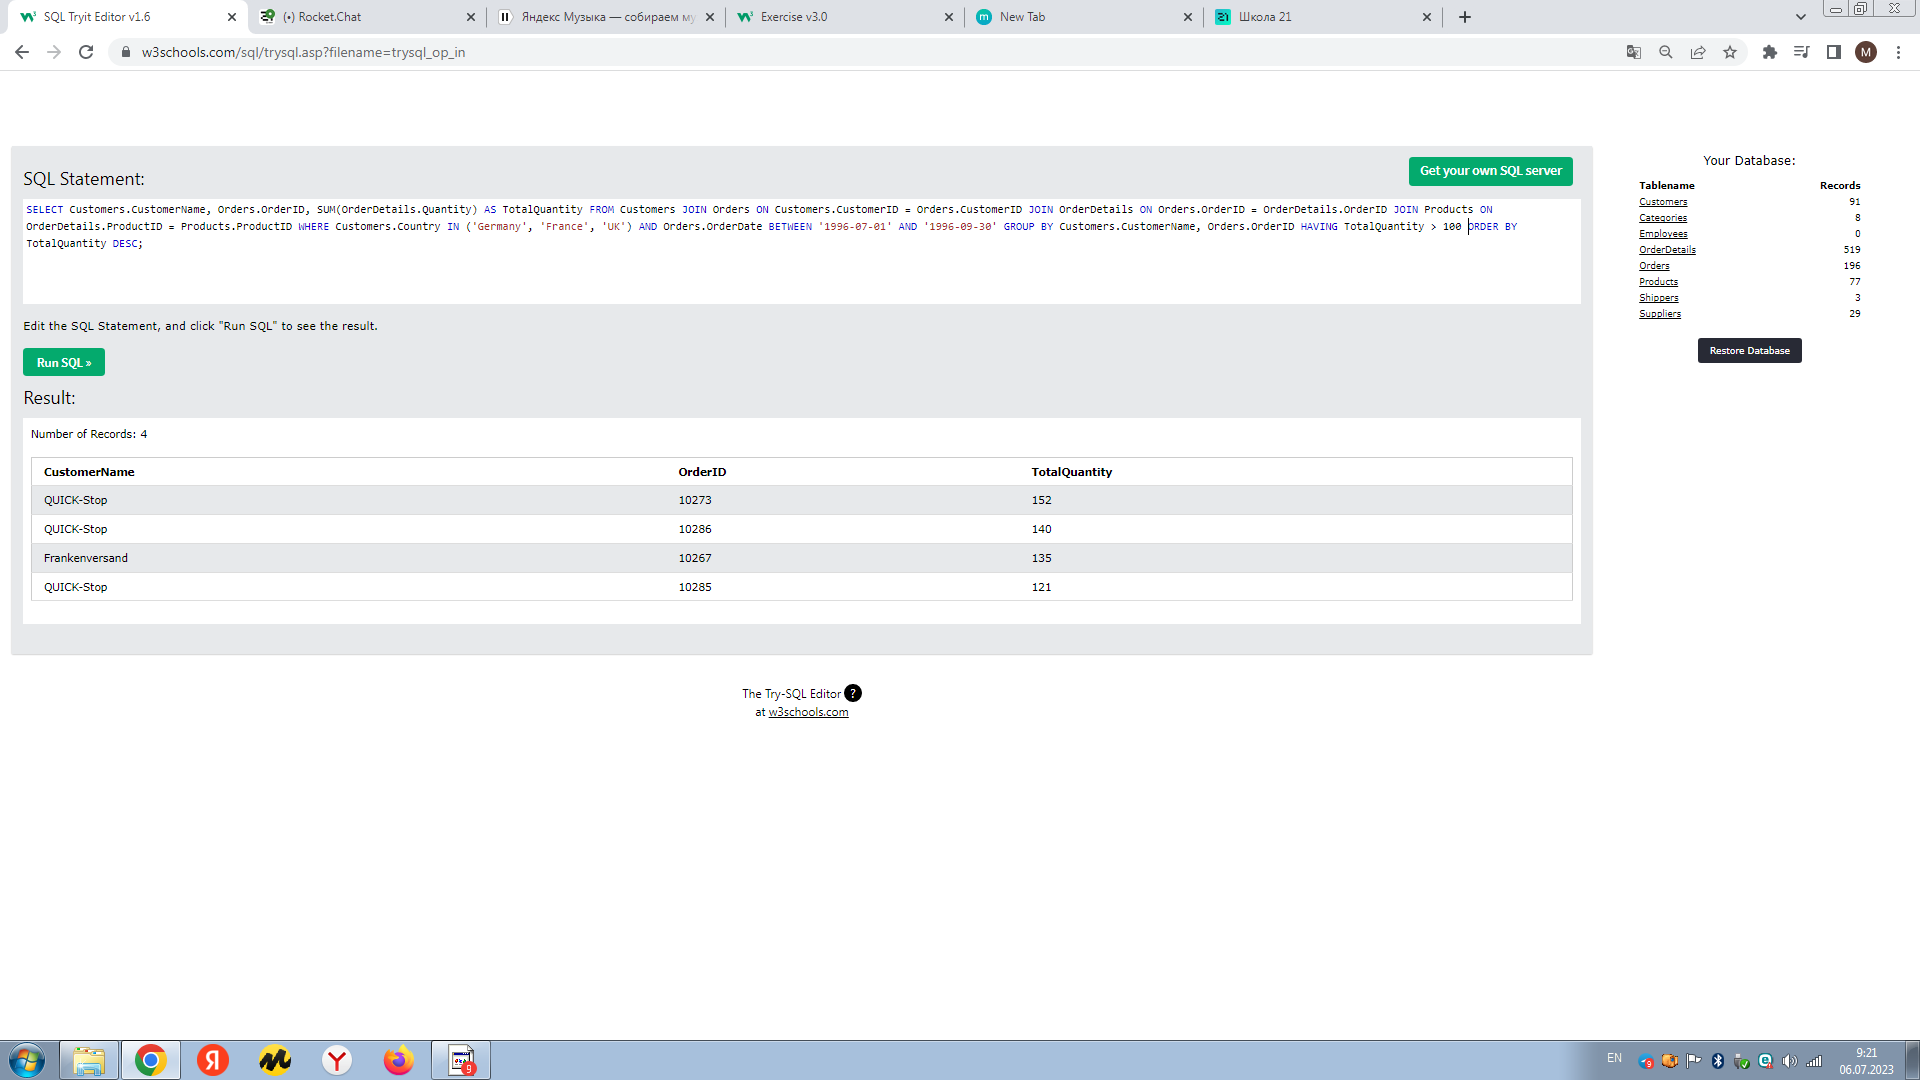 SQL Tryit Editor v1.6
(•) Rocket.Chat
Яндекс Музыка — собираем му
Exercise v3.0
New Tab
Школа 21
w3schools.com/sql/trysql.asp?filename=trysql_op_in
M
Get your own SQL server
SQL Statement:
SELECT Customers.CustomerName, Orders.OrderID, SUM(OrderDetails.Quantity) AS TotalQuantity FROM Customers JOIN Orders ON Customers.CustomerID = Orders.CustomerID JOIN OrderDetails ON Orders.OrderID = OrderDetails.OrderID JOIN Products ON
OrderDetails.ProductID = Products.ProductID WHERE Customers.Country IN ('Germany', 'France', 'UK') AND Orders.OrderDate BETWEEN '1996-07-01' AND '1996-09-30' GROUP BY Customers.CustomerName, Orders.OrderID HAVING TotalQuantity > 100 ORDER BY
TotalQuantity DESC;
Edit the SQL Statement, and click "Run SQL" to see the result.
Run SQL »
Result:
Number of Records: 4
CustomerName OrderID TotalQuantity
QUICK-Stop 10273 152
QUICK-Stop 10286 140
Frankenversand 10267 135
QUICK-Stop 10285 121
The Try-SQL Editor ?
at w3schools.com
Your Database:
Tablename Records
Customers 91
Categories 8
Employees 0
OrderDetails 519
Orders 196
Products 77
Shippers 3
Suppliers 29
Restore Database
EN
9:21
06.07.2023